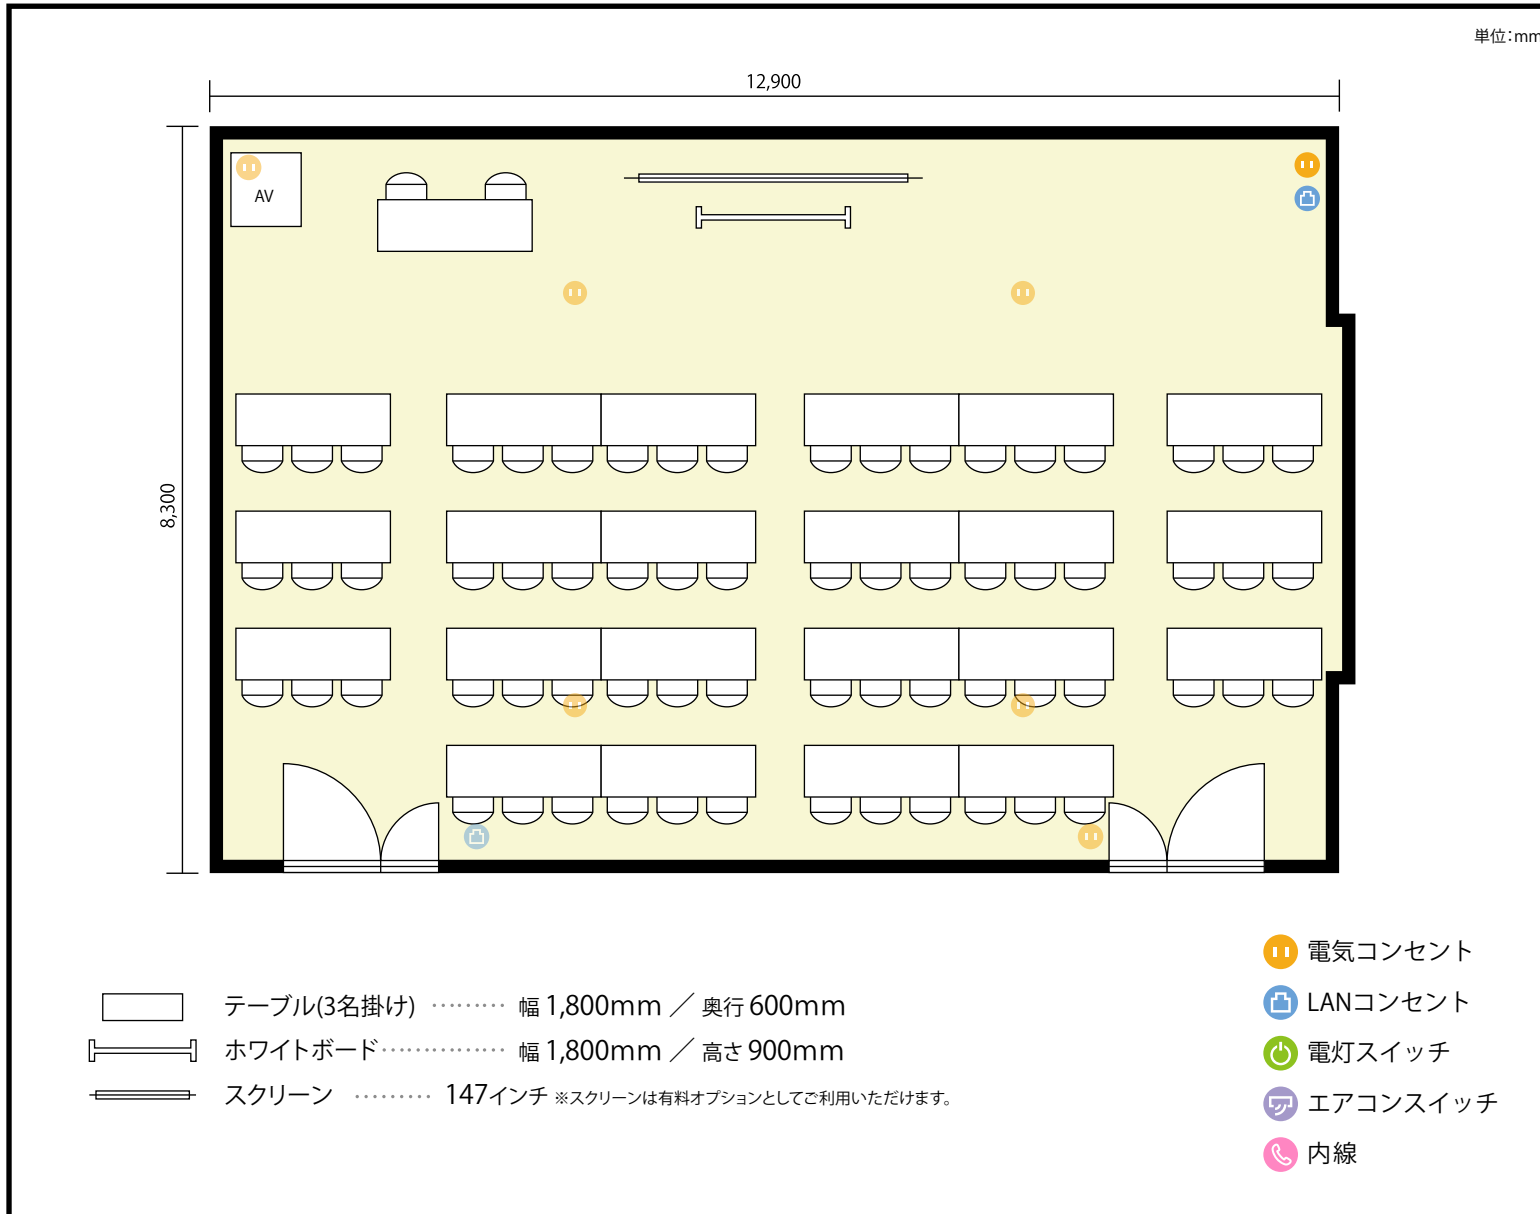 単位:mm
12,900
8,300
AV
電気コンセント
LANコンセント
電灯スイッチ
エアコンスイッチ
内線
テーブル(3名掛け) ········· 幅 1,800mm ／ 奥行 600mm
ホワイトボード··············· 幅 1,800mm ／ 高さ 900mm
スクリーン ········· 147インチ ※スクリーンは有料オプションとしてご利用いただけます。